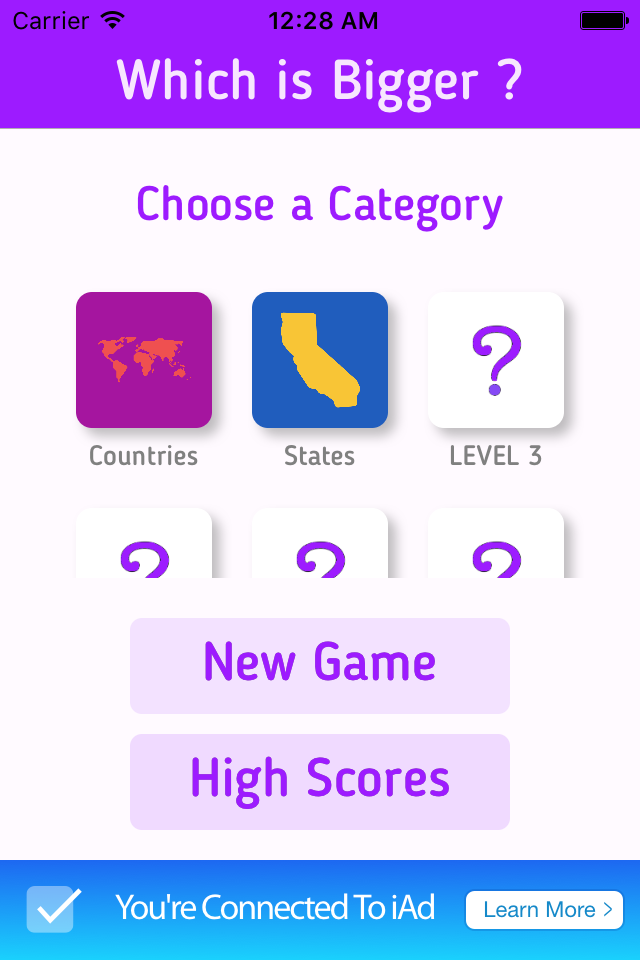 Carrier 12:28 AM
Which is Bigger ?
Choose a Category
?
Countries States LEVEL 3
? ? ?
New Game
High Scores
You're Connected To iAd Learn More >